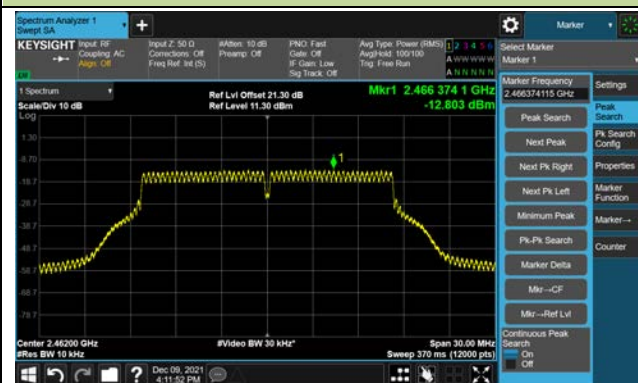 Spectrum Analyzer 1
Swept SA
+
Marker
KEYSIGHT
Input: RF
Coupling: AC
Align: Off
Input Z: 50 Ω
Corrections: Off
Freq Ref: Int (S)
#Atten: 10 dB
Preamp: Off
PNO: Fast
Gate: Off
IF Gain: Low
Sig Track: Off
Avg Type: Power (RMS)
Avg|Hold: 100/100
Trig: Free Run
1 2 3 4 5 6
A W W W W W
A N N N N N
Select Marker
Marker 1
1 Spectrum
Scale/Div 10 dB
Log
Ref Lvl Offset 21.30 dB
Ref Level 11.30 dBm
Mkr1 2.466 374 1 GHz
-12.803 dBm
1
1.30
-8.70
-18.7
-28.7
-38.7
-48.7
-58.7
-68.7
-78.7
Center 2.46200 GHz
#Res BW 10 kHz
#Video BW 30 kHz*
Span 30.00 MHz
Sweep 370 ms (12000 pts)
Marker Frequency
2.466374115 GHz
Peak Search
Next Peak
Next Pk Right
Next Pk Left
Minimum Peak
Pk-Pk Search
Marker Delta
Mkr→CF
Mkr→Ref Lvl
Continuous Peak
Search
On
Off
Settings
Peak
Search
Pk Search
Config
Properties
Marker
Function
Marker→
Counter
?
Dec 09, 2021
4:11:52 PM